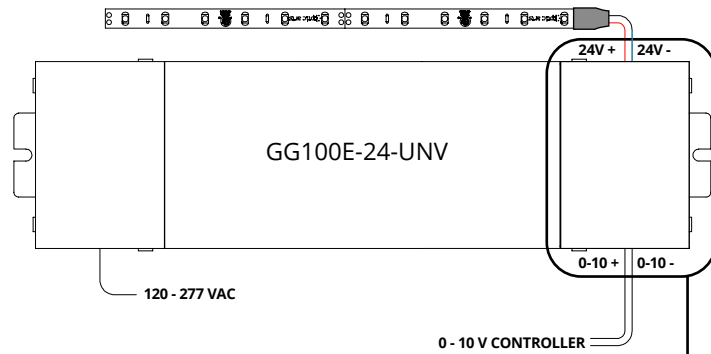 24V + 24V -
GG100E-24-UNV
0-10 + 0-10 -
120 - 277 VAC
0 - 10 V CONTROLLER